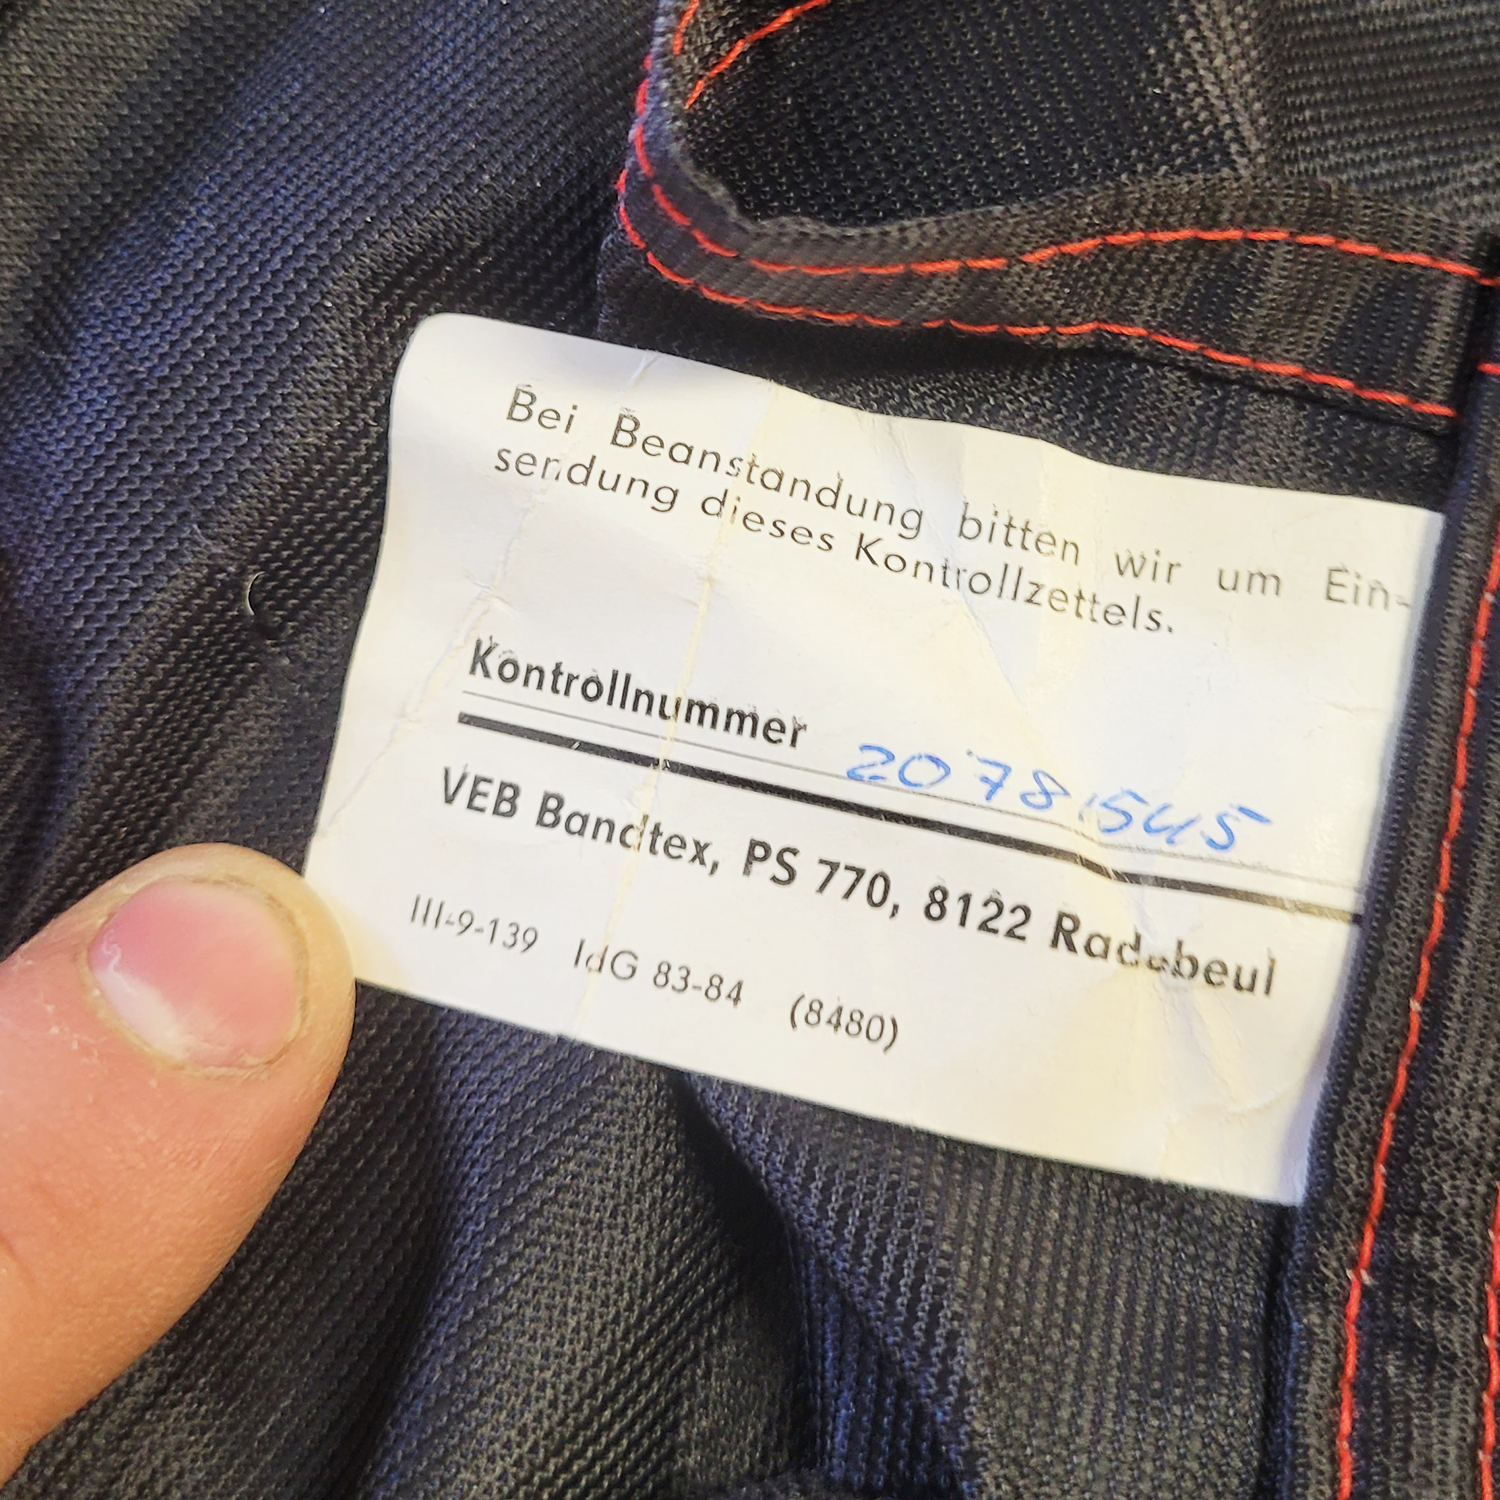 Bei Beanstandung bitten wir um Ein-
sendung dieses Kontrollzettels.
Kontrollnummer 2078545
VEB Bandtex, PS 770, 8122 Radebeul
III-9-139 IdG 83-84 (8480)